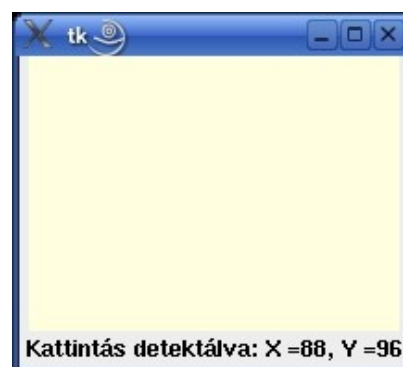 tk
Kattintás detektálva: X =88, Y =96